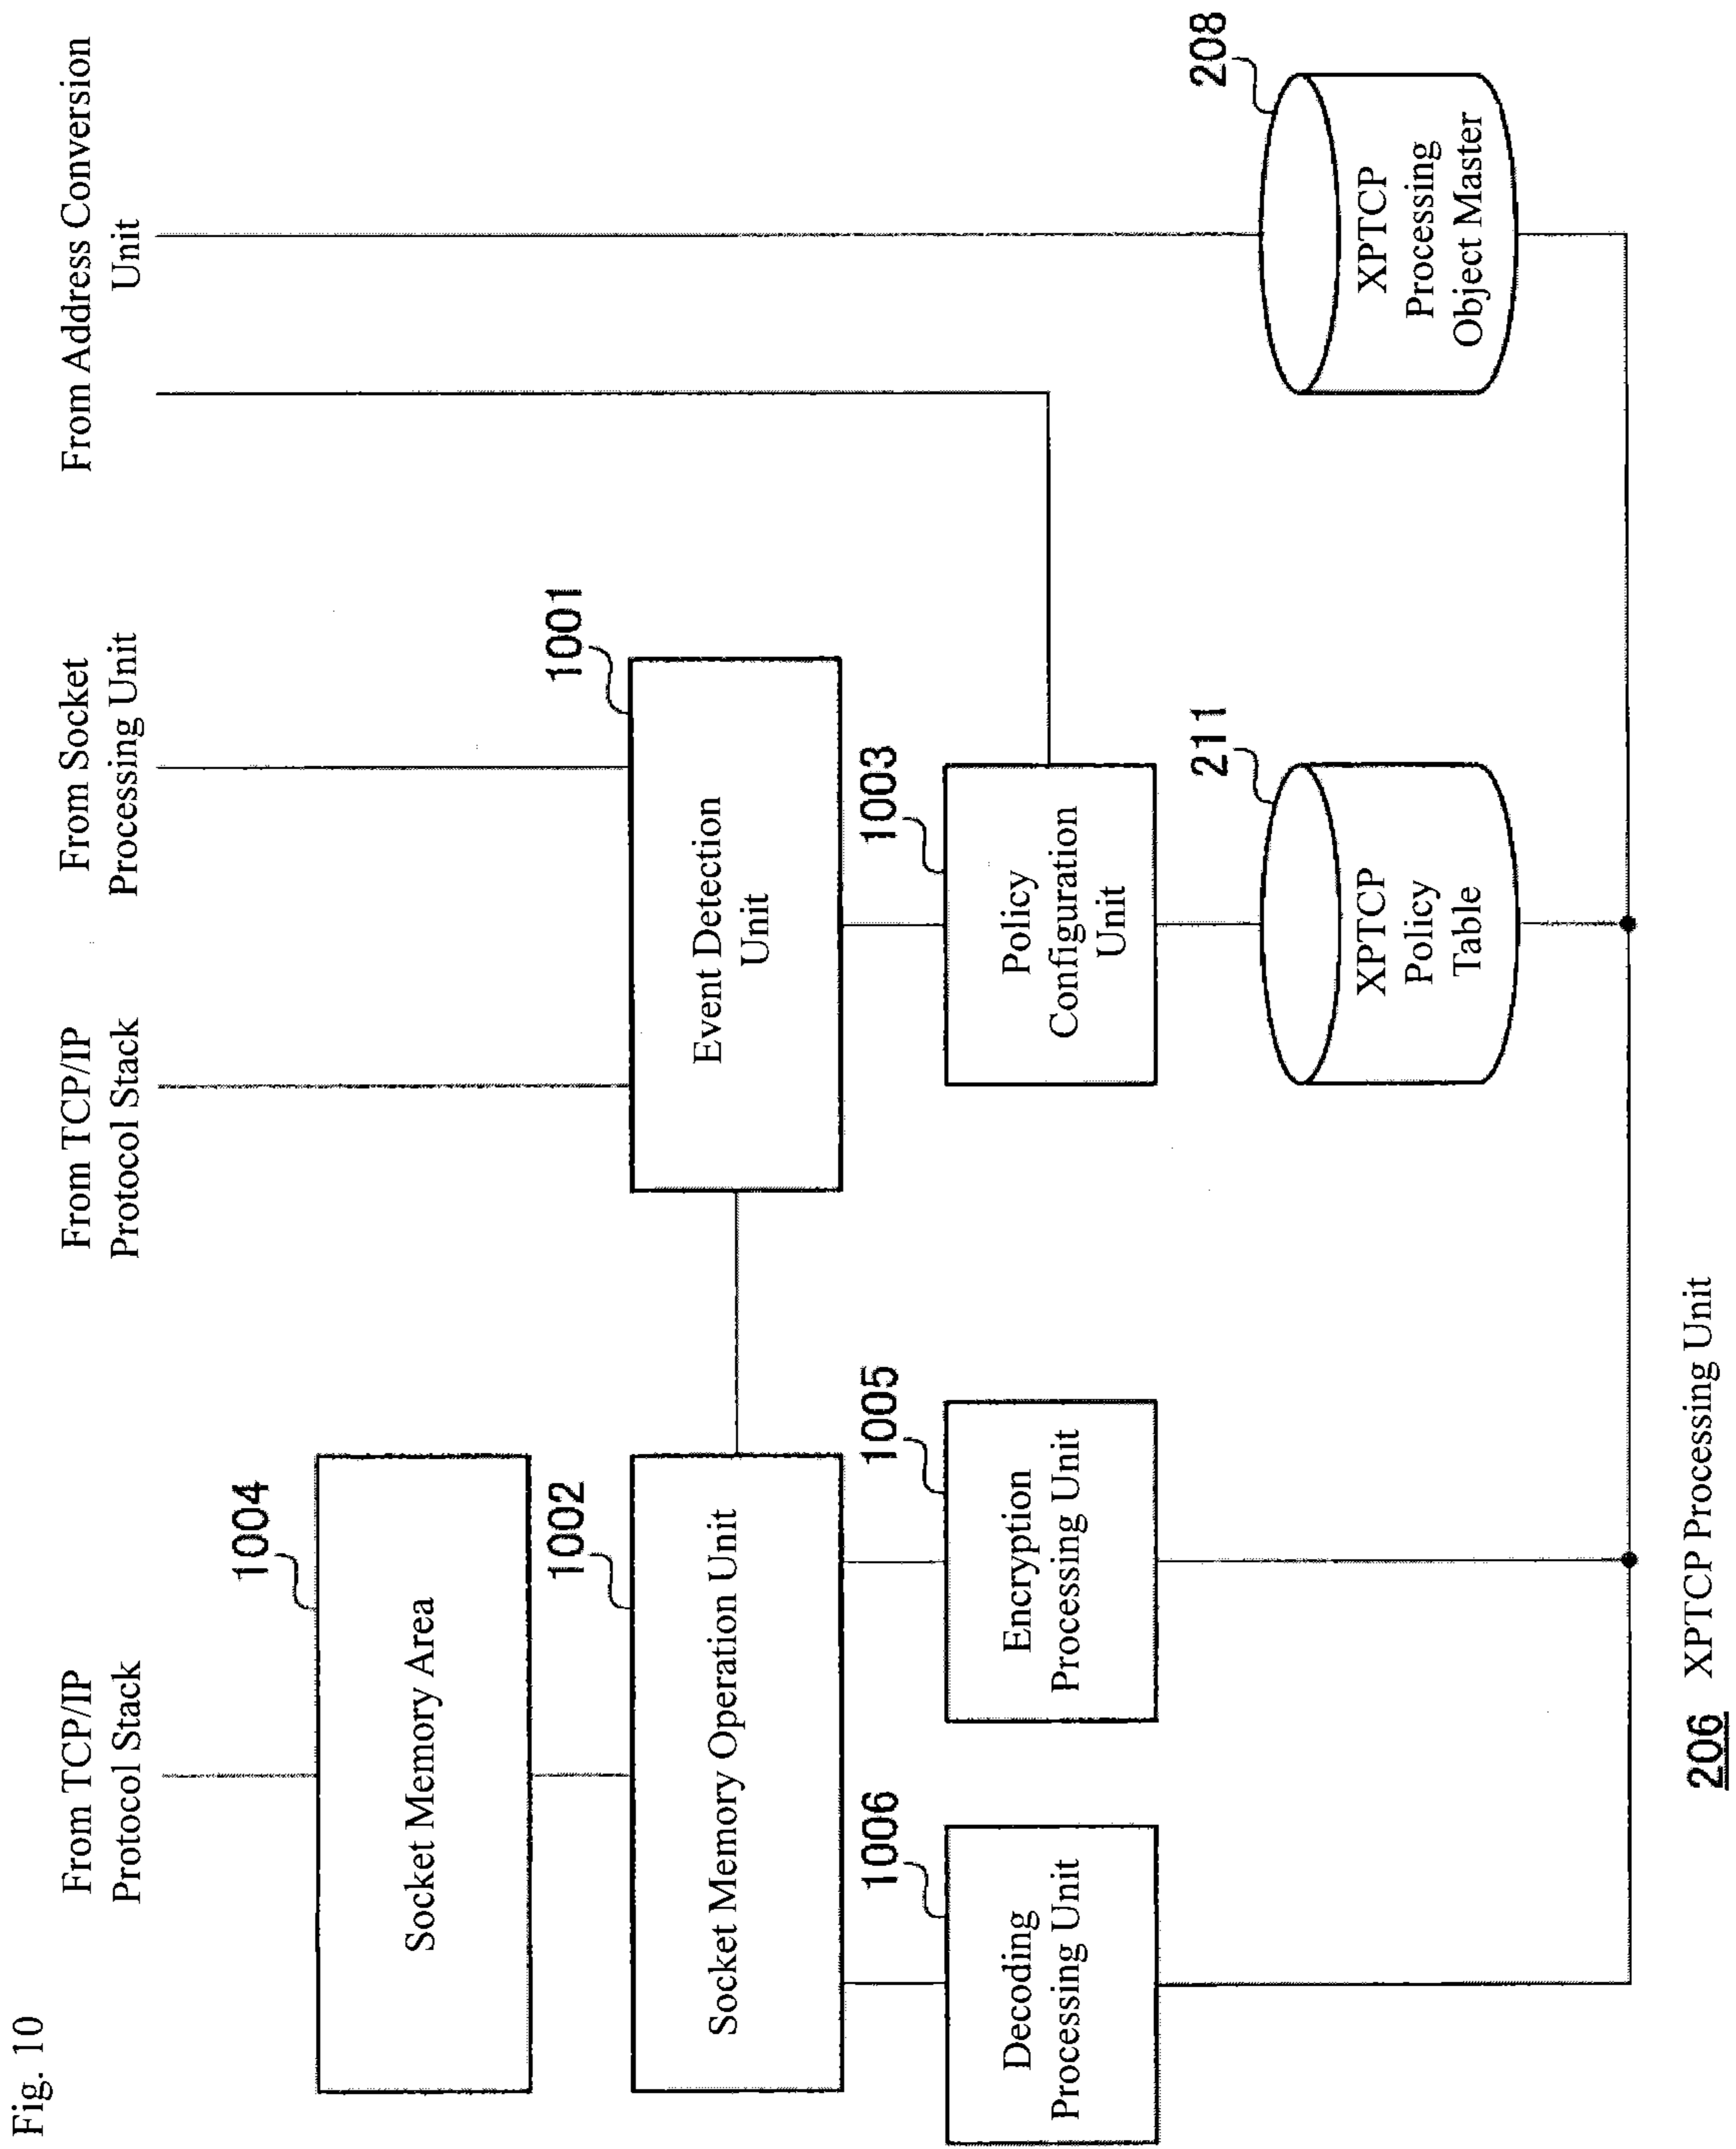 Fig. 10
From TCP/IP
Protocol Stack
From TCP/IP
Protocol Stack
From Socket
Processing Unit
From Address Conversion
Unit
1004
Socket Memory Area
1002
Socket Memory Operation Unit
1001
Event Detection
Unit
1006
Decoding
Processing Unit
1005
Encryption
Processing Unit
1003
Policy
Configuration
Unit
211
XPTCP
Policy
Table
208
XPTCP
Processing
Object Master
206 XPTCP Processing Unit